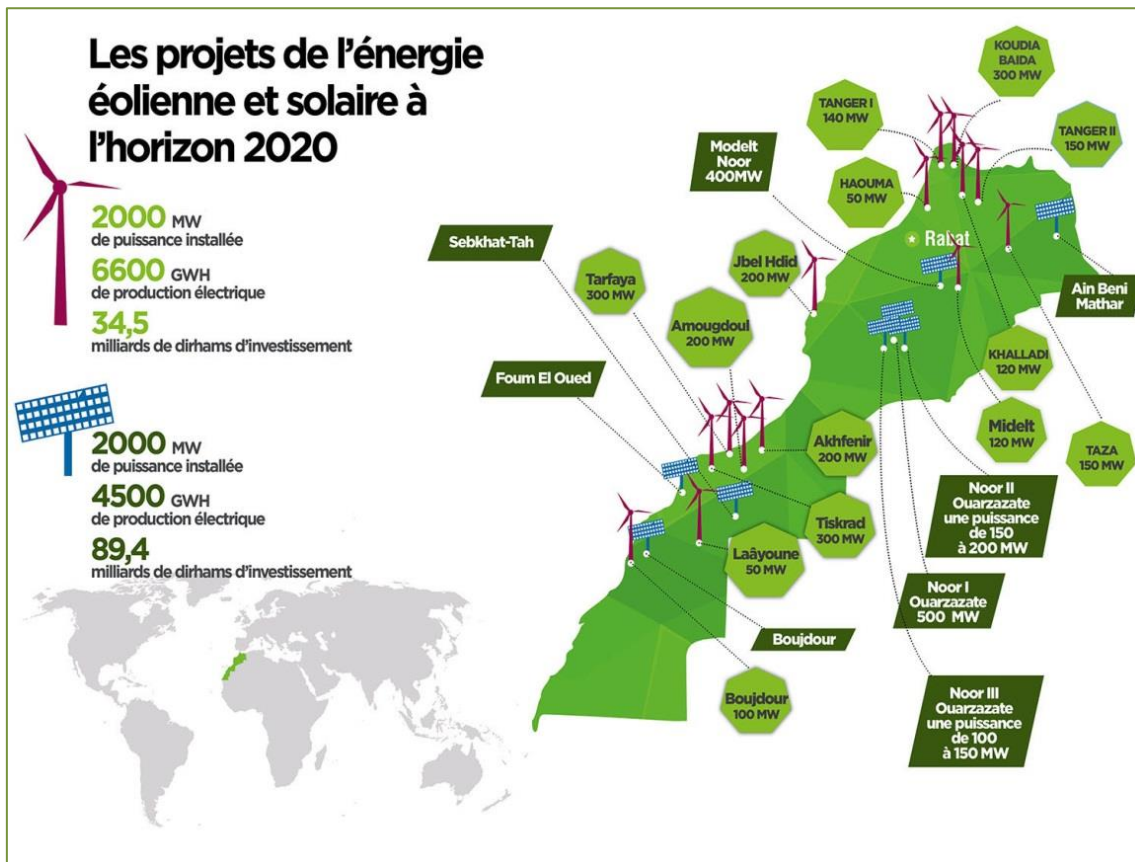 Les projets de l’énergie
éolienne et solaire à
l’horizon 2020
2000 MW
de puissance installée
6600 GWH
de production électrique
34,5
milliards de dirhams d’investissement
2000 MW
de puissance installée
4500 GWH
de production électrique
89,4
milliards de dirhams d’investissement
KOUDIA
BAIDA
300 MW
TANGER I
140 MW
TANGER II
150 MW
Modelt
Noor
400MW
HAOUMA
50 MW
Sebkhat-Tah
Rabat
Jbel Hdid
200 MW
Tarfaya
300 MW
Ain Beni
Mathar
Amougdoul
200 MW
KHALLADI
120 MW
Foum El Oued
Midelt
120 MW
Akhfenir
200 MW
TAZA
150 MW
Noor II
Ouarzazate
une puissance
de 150
à 200 MW
Tiskrad
300 MW
Laâyoune
50 MW
Noor I
Ouarzazate
500 MW
Boujdour
Boujdour
100 MW
Noor III
Ouarzazate
une puissance
de 100
à 150 MW